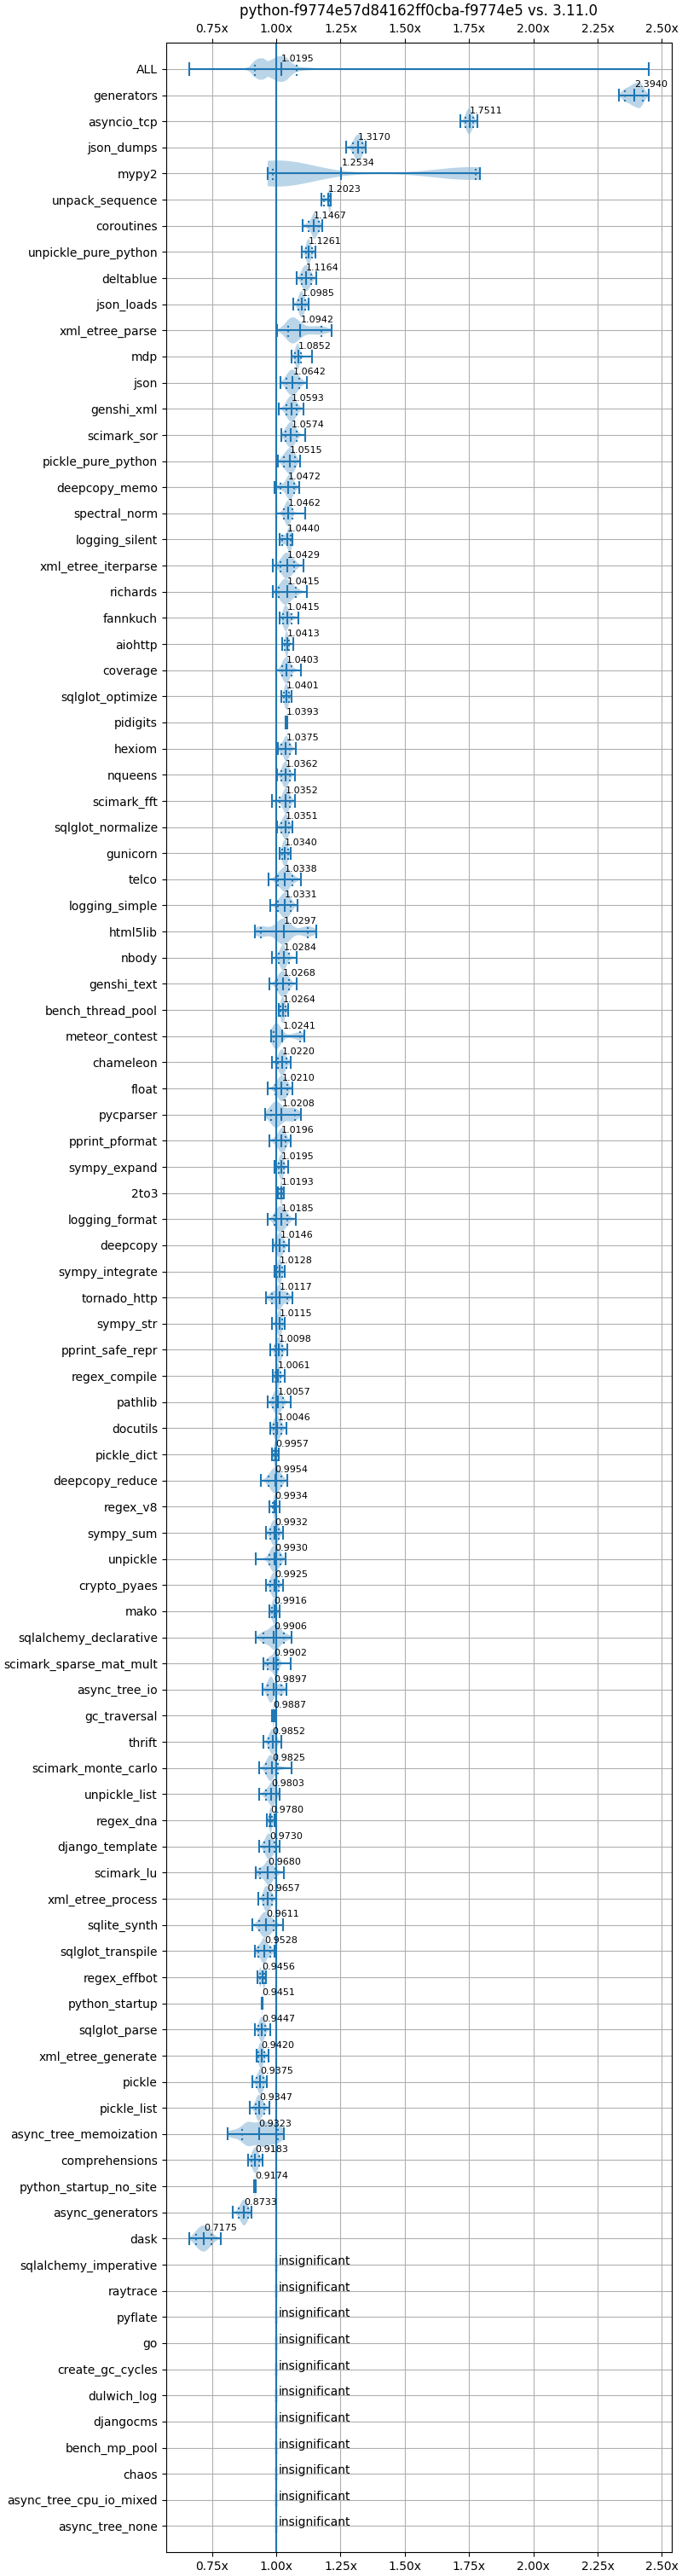 python-f9774e57d84162ff0cba-f9774e5 vs. 3.11.0
0.75x 1.00x 1.25x 1.50x 1.75x 2.00x 2.25x 2.50x
ALL 1.0195
generators 2.3940
asyncio_tcp 1.7511
json_dumps 1.3170
mypy2 1.2534
unpack_sequence 1.2023
coroutines 1.1467
unpickle_pure_python 1.1261
deltablue 1.1164
json_loads 1.0985
xml_etree_parse 1.0942
mdp 1.0852
json 1.0642
genshi_xml 1.0593
scimark_sor 1.0574
pickle_pure_python 1.0515
deepcopy_memo 1.0472
spectral_norm 1.0462
logging_silent 1.0440
xml_etree_iterparse 1.0429
richards 1.0415
fannkuch 1.0415
aiohttp 1.0413
coverage 1.0403
sqlglot_optimize 1.0401
pidigits 1.0393
hexiom 1.0375
nqueens 1.0362
scimark_fft 1.0352
sqlglot_normalize 1.0351
gunicorn 1.0340
telco 1.0338
logging_simple 1.0331
html5lib 1.0297
nbody 1.0284
genshi_text 1.0268
bench_thread_pool 1.0264
meteor_contest 1.0241
chameleon 1.0220
float 1.0210
pycparser 1.0208
pprint_pformat 1.0196
sympy_expand 1.0195
2to3 1.0193
logging_format 1.0185
deepcopy 1.0146
sympy_integrate 1.0128
tornado_http 1.0117
sympy_str 1.0115
pprint_safe_repr 1.0098
regex_compile 1.0061
pathlib 1.0057
docutils 1.0046
pickle_dict 0.9957
deepcopy_reduce 0.9954
regex_v8 0.9934
sympy_sum 0.9932
unpickle 0.9930
crypto_pyaes 0.9925
mako 0.9916
sqlalchemy_declarative 0.9906
scimark_sparse_mat_mult 0.9902
async_tree_io 0.9897
gc_traversal 0.9887
thrift 0.9852
scimark_monte_carlo 0.9825
unpickle_list 0.9803
regex_dna 0.9780
django_template 0.9730
scimark_lu 0.9680
xml_etree_process 0.9657
sqlite_synth 0.9611
sqlglot_transpile 0.9528
regex_effbot 0.9456
python_startup 0.9451
sqlglot_parse 0.9447
xml_etree_generate 0.9420
pickle 0.9375
pickle_list 0.9347
async_tree_memoization 0.9323
comprehensions 0.9183
python_startup_no_site 0.9174
async_generators 0.8733
dask 0.7175
sqlalchemy_imperative insignificant
raytrace insignificant
pyflate insignificant
go insignificant
create_gc_cycles insignificant
dulwich_log insignificant
djangocms insignificant
bench_mp_pool insignificant
chaos insignificant
async_tree_cpu_io_mixed insignificant
async_tree_none insignificant
0.75x 1.00x 1.25x 1.50x 1.75x 2.00x 2.25x 2.50x